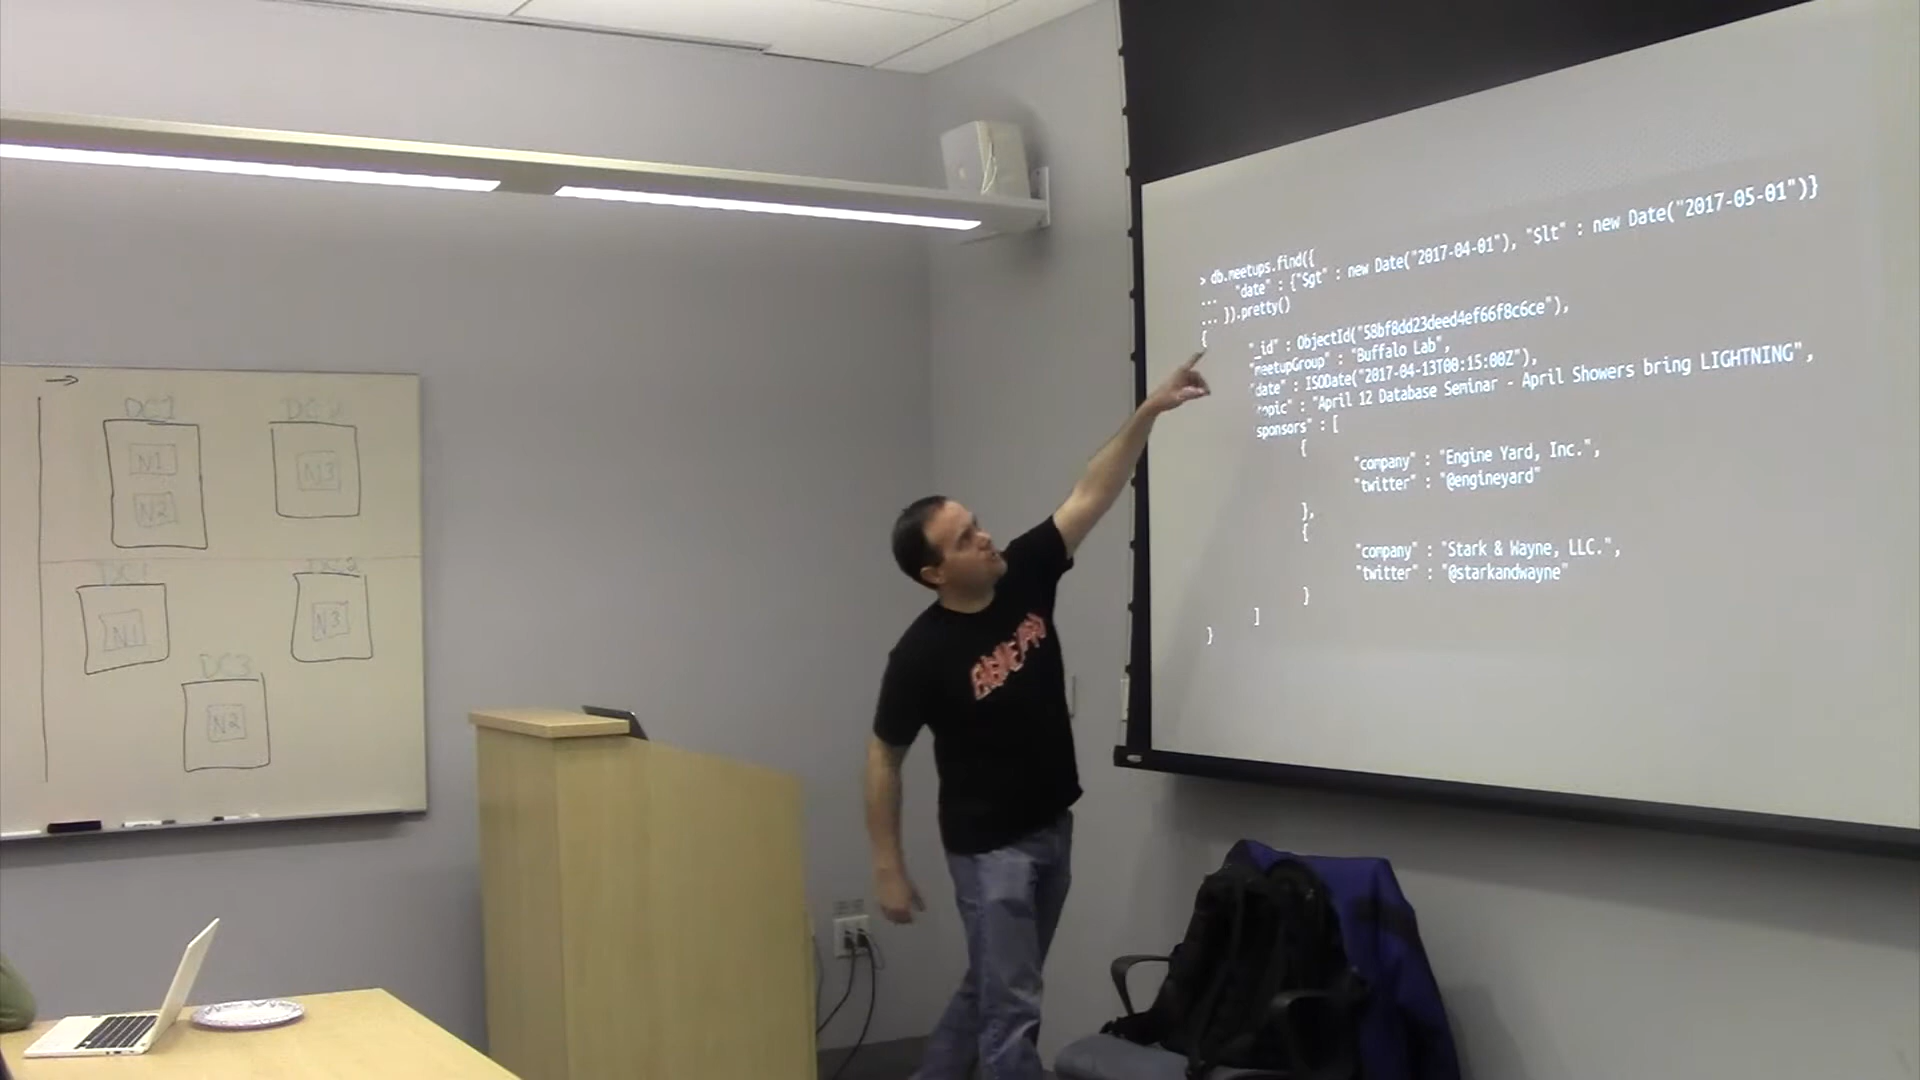 DC1
N1
N2
N3
DC1
DC2
N1
N3
DC3
N2
> db.meetups.find({
... "date" : {"$gt" : new Date("2017-04-01"), "$lt" : new Date("2017-05-01")}
... }).pretty()
{
"_id" : ObjectId("58bf8dd23deed4ef66f8c6ce"),
"meetupGroup" : "Buffalo Lab",
"date" : ISODate("2017-04-13T00:15:00Z"),
"topic" : "April 12 Database Seminar - April Showers bring LIGHTNING",
"sponsors" : [
{
"company" : "Engine Yard, Inc.",
"twitter" : "@engineyard"
},
{
"company" : "Stark & Wayne, LLC.",
"twitter" : "@starkandwayne"
}
]
}